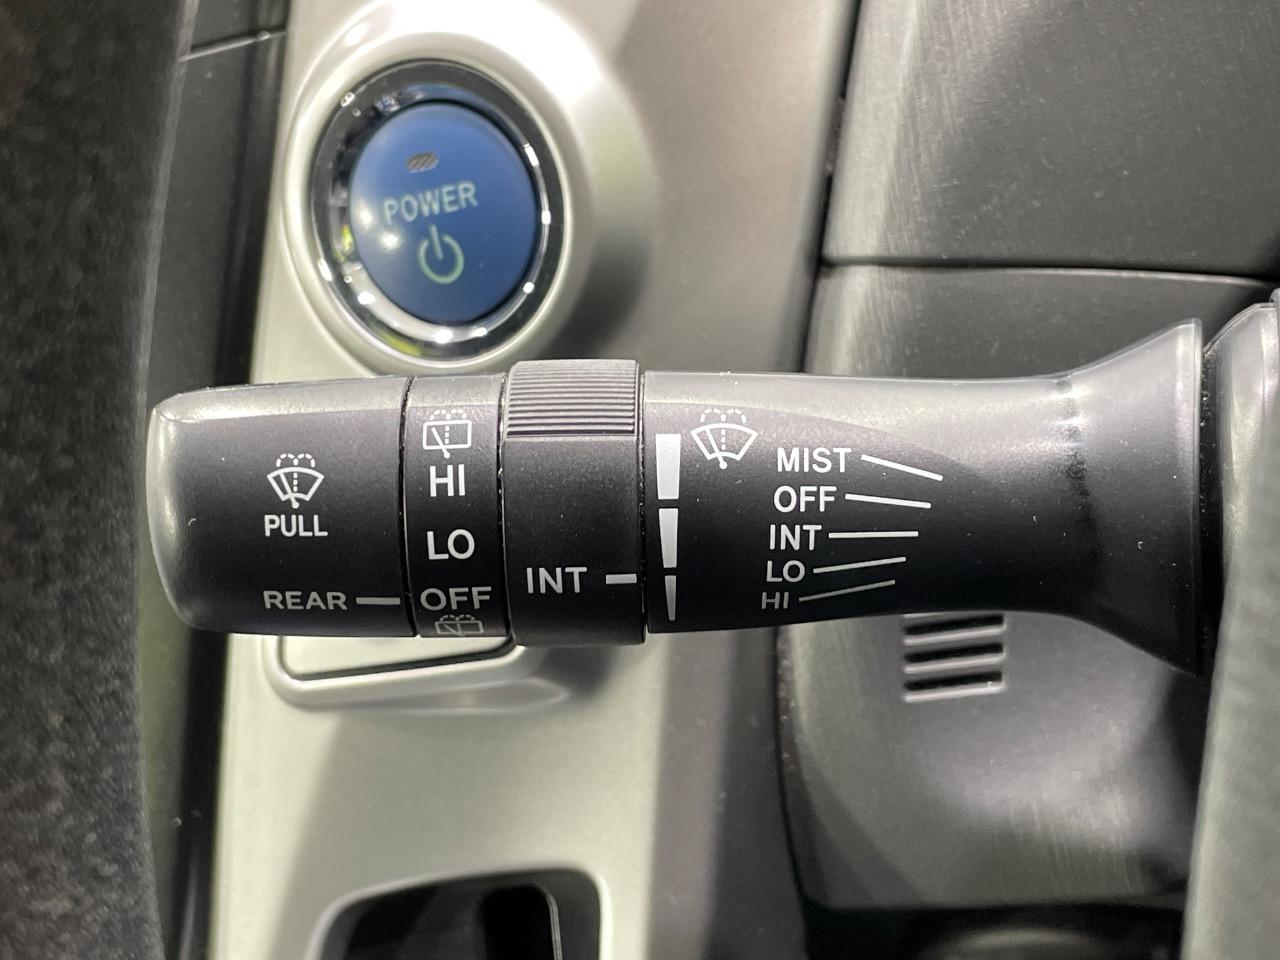 POWER
PULL
REAR
HI
LO
OFF
INT
MIST
OFF
INT
LO
HI